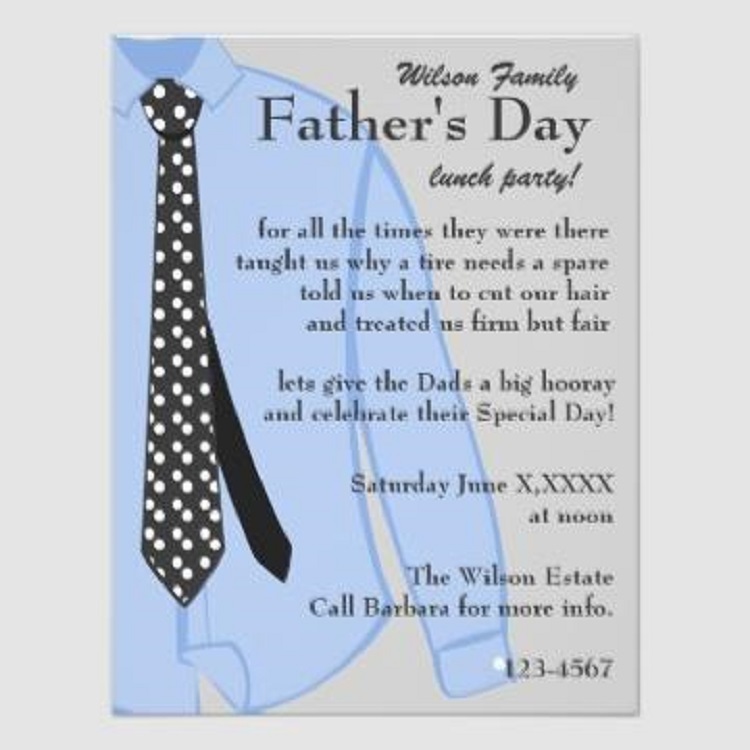 Wilson Family
Father's Day
lunch party!
for all the times they were there
taught us why a tire needs a spare
told us when to cut our hair
and treated us firm but fair
lets give the Dads a big hooray
and celebrate their Special Day!
Saturday June X,XXXX
at noon
The Wilson Estate
Call Barbara for more info.
123-4567